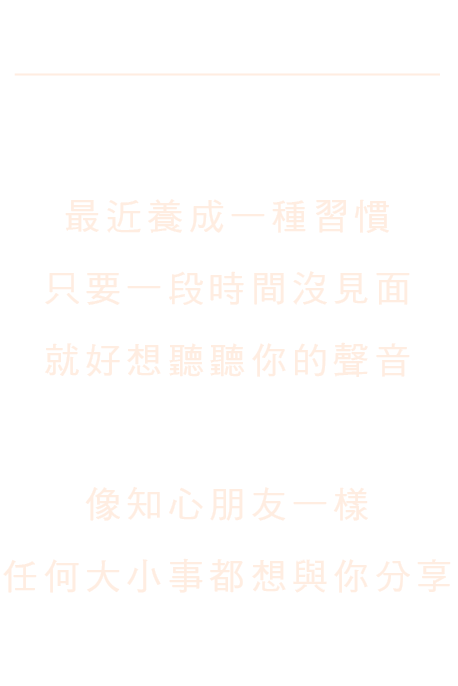 最近養成一種習慣
只要一段時間沒見面
就好想聽聽你的聲音
像知心朋友一樣
任何大小事都想與你分享